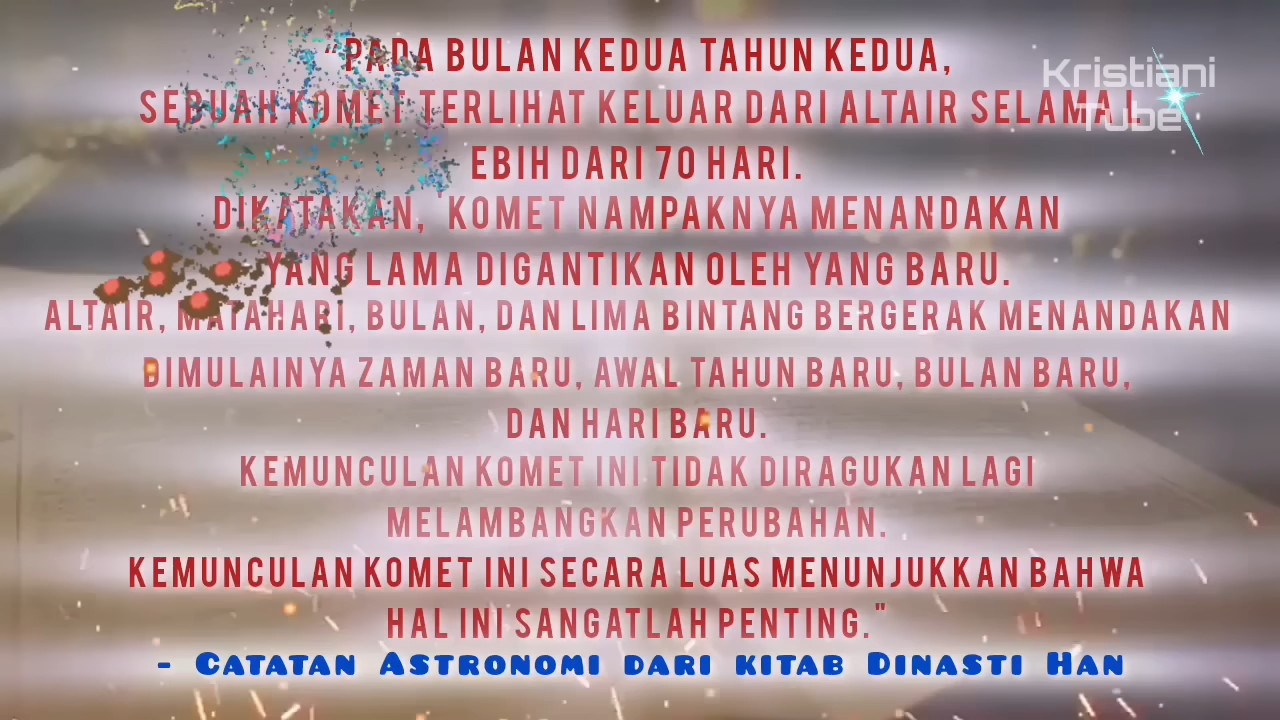 “PADA BULAN KEDUA TAHUN KEDUA,
SEBUAH KOMET TERLIHAT KELUAR DARI ALTAIR SELAMA L
EBIH DARI 70 HARI.
DIKATAKAN, KOMET NAMPAKNYA MENANDAKAN
YANG LAMA DIGANTIKAN OLEH YANG BARU.
ALTAIR, MATAHARI, BULAN, DAN LIMA BINTANG BERGERAK MENANDAKAN
DIMULAINYA ZAMAN BARU, AWAL TAHUN BARU, BULAN BARU,
DAN HARI BARU.
KEMUNCULAN KOMET INI TIDAK DIRAGUKAN LAGI
MELAMBANGKAN PERUBAHAN.
KEMUNCULAN KOMET INI SECARA LUAS MENUNJUKKAN BAHWA
HAL INI SANGATLAH PENTING."
- Catatan Astronomi dari kitab Dinasti Han
Kristiani
Tube